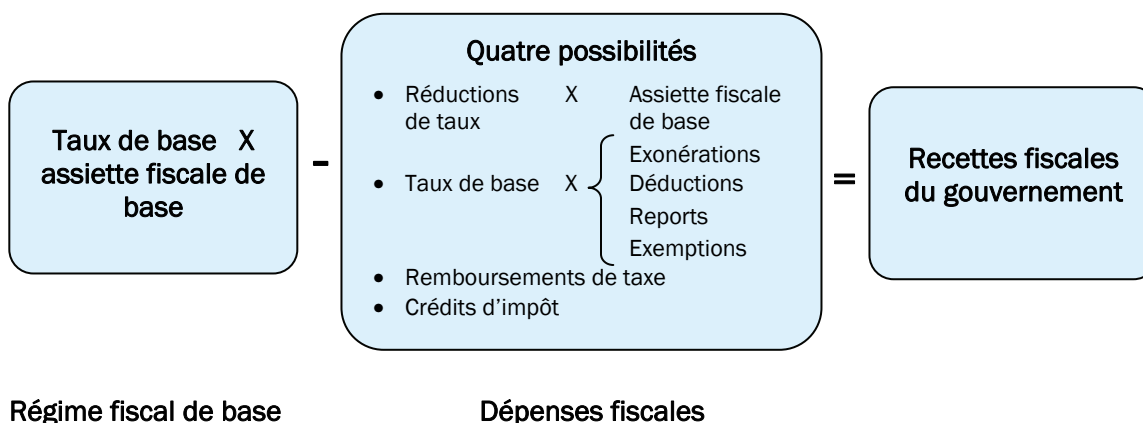 Quatre possibilités
Taux de base X
assiette fiscale de
base
-
• Réductions X Assiette fiscale
de taux de base
Exonérations
• Taux de base X Déductions
Reports
Exemptions
• Remboursements de taxe
• Crédits d'impôt
=
Recettes fiscales
du gouvernement
Régime fiscal de base Dépenses fiscales